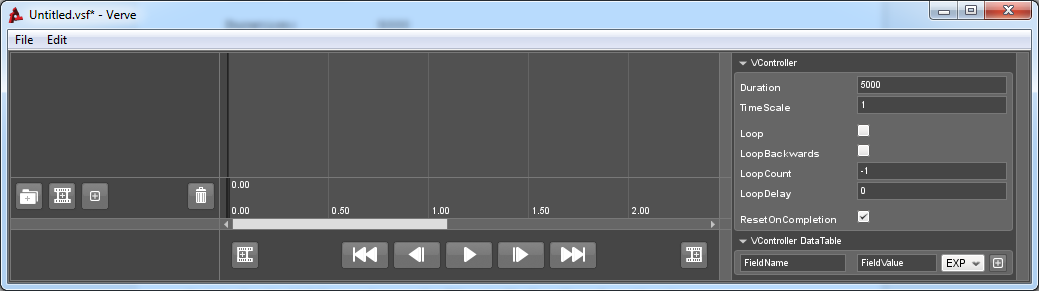 Untitled.vsf* - Verve
File Edit
VController
Duration 5000
TimeScale 1
Loop
LoopBackwards
LoopCount -1
LoopDelay 0
ResetOnCompletion
VController DataTable
FieldName FieldValue EXP
0.00
0.00 0.50 1.00 1.50 2.00